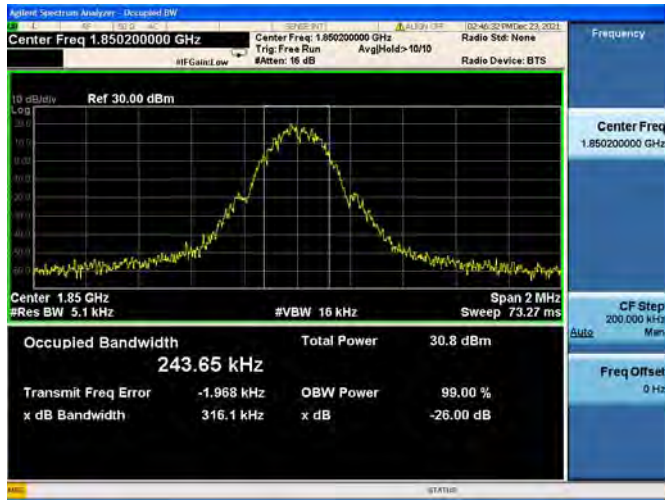 Agilent Spectrum Analyzer - Occupied BW
SENSE:INT ALIGN OFF 02:46:32 PM Dec 23, 2021
Center Freq 1.850200000 GHz
Center Freq: 1.850200000 GHz
Radio Std: None
Trig: Free Run Avg|Hold:>10/10
#IFGain:Low #Atten: 16 dB
Radio Device: BTS
10 dB/div Ref 30.00 dBm
Log
Center 1.85 GHz Span 2 MHz
#Res BW 5.1 kHz #VBW 16 kHz Sweep 73.27 ms
Occupied Bandwidth Total Power 30.8 dBm
243.65 kHz
Transmit Freq Error -1.968 kHz OBW Power 99.00 %
x dB Bandwidth 316.1 kHz x dB -26.00 dB
MSG STATUS
Frequency
Center Freq
1.850200000 GHz
CF Step
200.000 kHz
Auto Man
Freq Offset
0 Hz